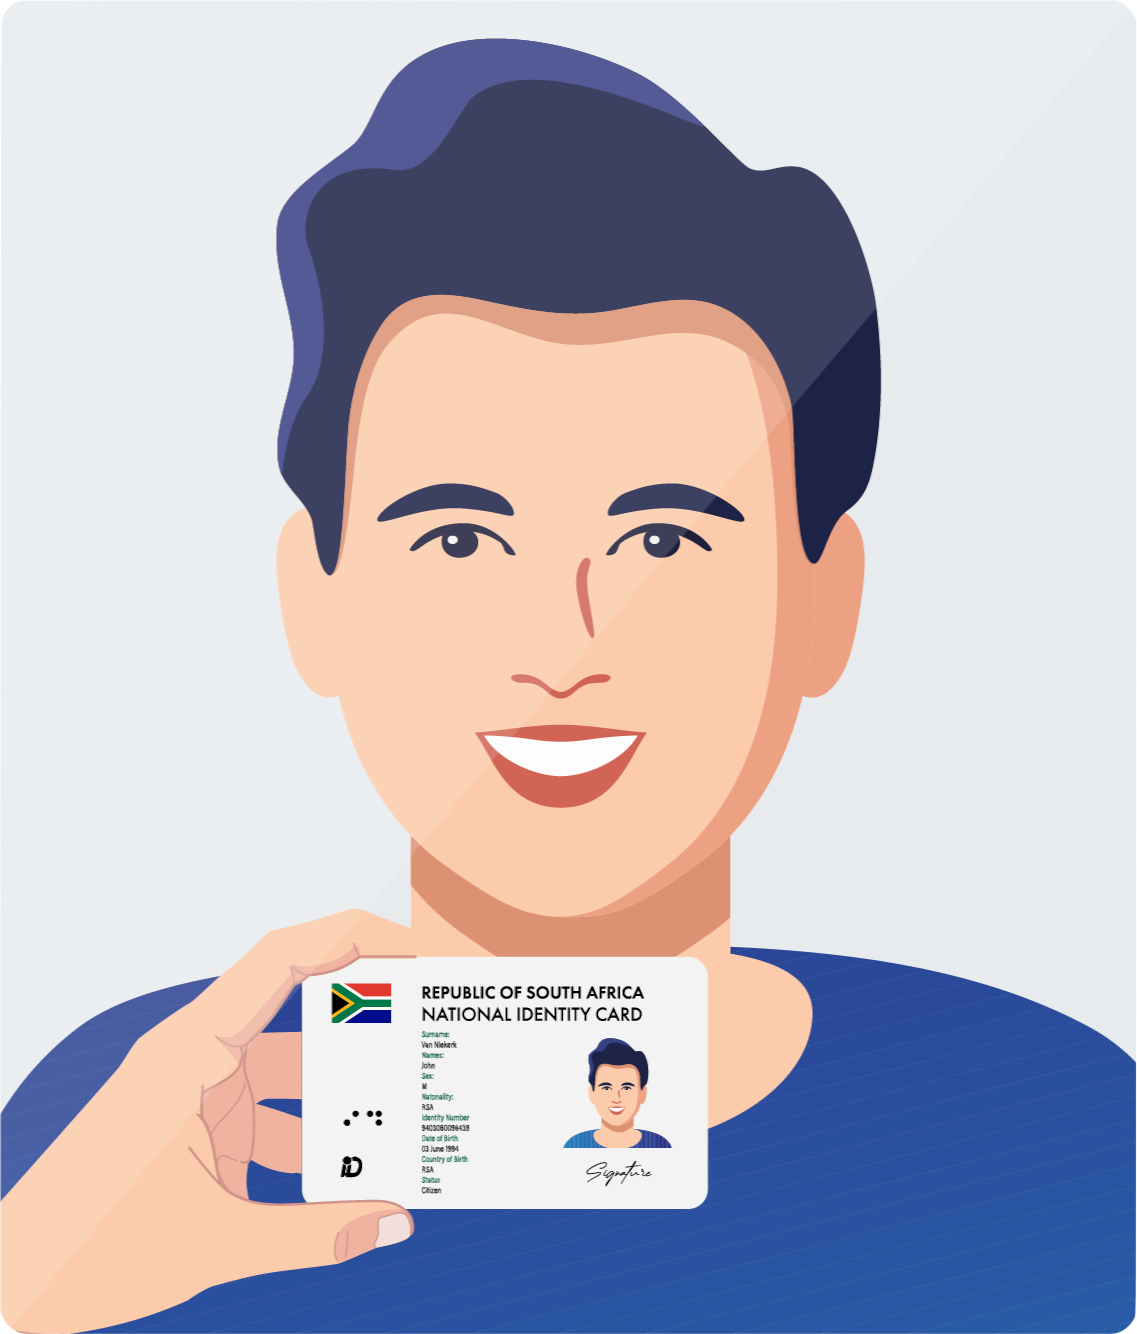 REPUBLIC OF SOUTH AFRICA
NATIONAL IDENTITY CARD
Surname:
Van Niekerk
Names:
John
Sex:
M
Natonality:
RSA
Identity Number
9403060096439
Date of Birth
03 June 1994
Country of Birth
RSA
Status
Citizen
iD
Signature